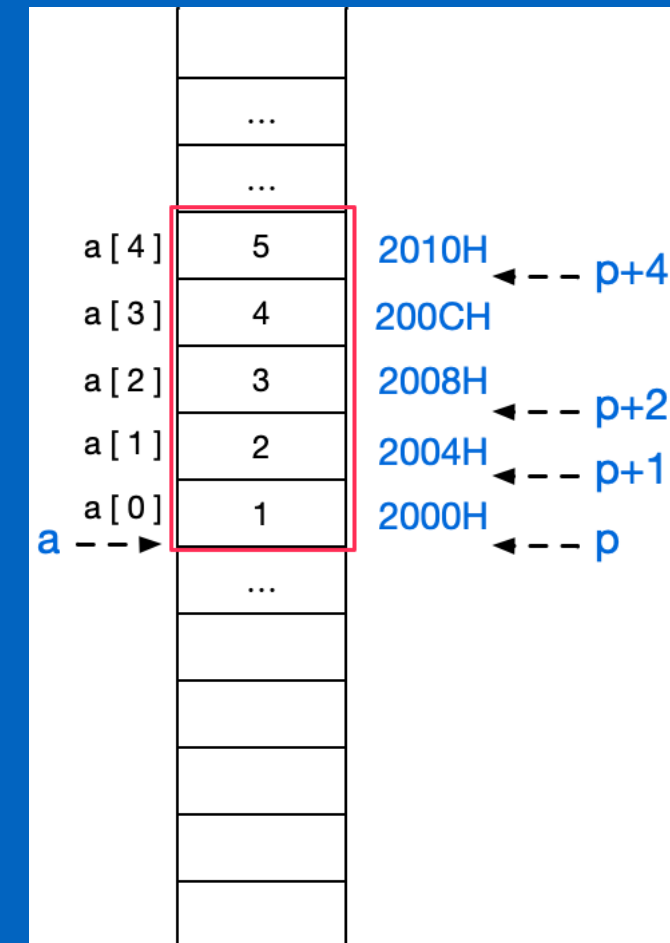 ...
...
a[4] 5 2010H
p+4
a[3] 4 200CH
a[2] 3 2008H
p+2
a[1] 2 2004H
p+1
a[0] 1 2000H
a p
...